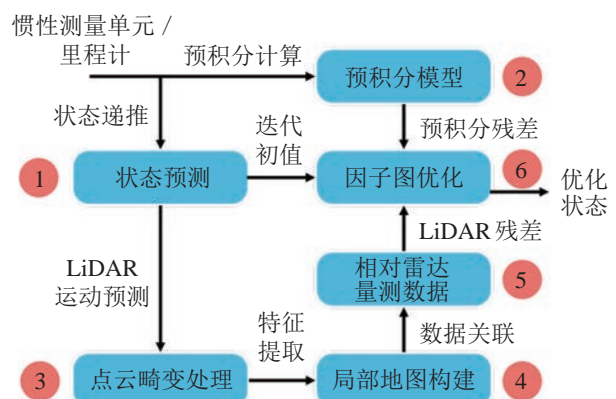 惯性测量单元 /
里程计
预积分计算
预积分模型
2
状态递推
迭代
初值
预积分残差
1
状态预测
因子图优化
6
优化
状态
LiDAR
运动预测
LiDAR 残差
相对雷达
量测数据
5
特征
提取
数据关联
3
点云畸变处理
局部地图构建
4